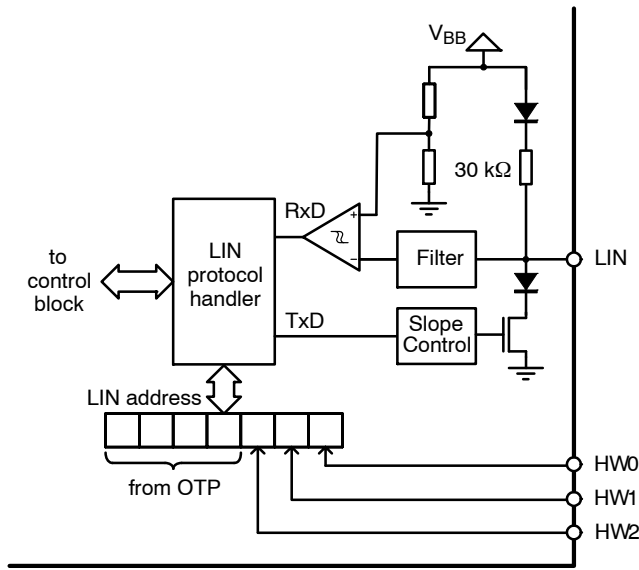 V_BB
30 kΩ
RxD
+
−
LIN
protocol
handler
to
control
block
Filter
LIN
TxD
Slope
Control
LIN address
from OTP
HW0
HW1
HW2